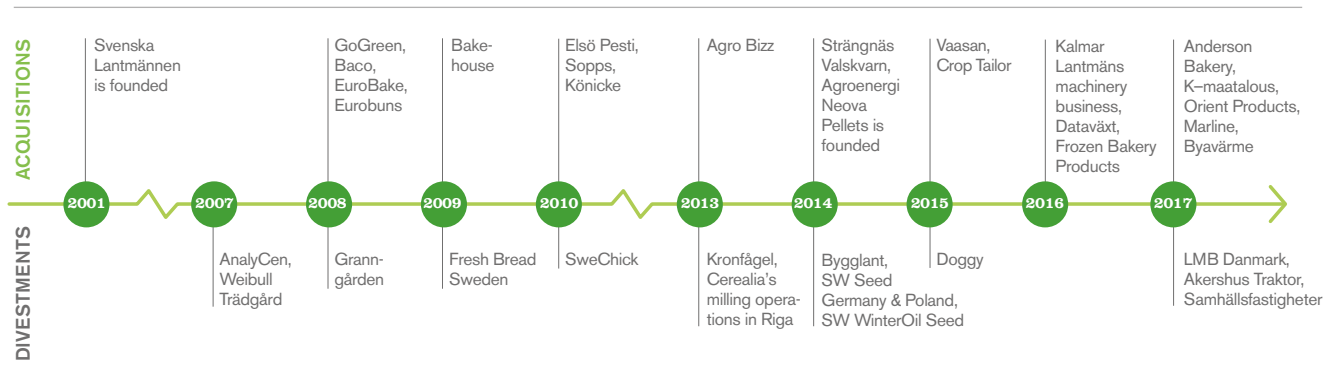 ACQUISITIONS
Svenska
Lantmännen
is founded
GoGreen,
Baco,
EuroBake,
Eurobuns
Bake-
house
Elsö Pesti,
Sopps,
Könicke
Agro Bizz
Strängnäs
Valskvarn,
Agroenergi
Neova
Pellets is
founded
Vaasan,
Crop Tailor
Kalmar
Lantmäns
machinery
business,
Dataväxt,
Frozen Bakery
Products
Anderson
Bakery,
K–maatalous,
Orient Products,
Marline,
Byavärme
2001
2007
2008
2009
2010
2013
2014
2015
2016
2017
DIVESTMENTS
AnalyCen,
Weibull
Trädgård
Grann-
gården
Fresh Bread
Sweden
SweChick
Kronfågel,
Cerealia's
milling opera-
tions in Riga
Bygglant,
SW Seed
Germany & Poland,
SW WinterOil Seed
Doggy
LMB Danmark,
Akershus Traktor,
Samhällsfastigheter